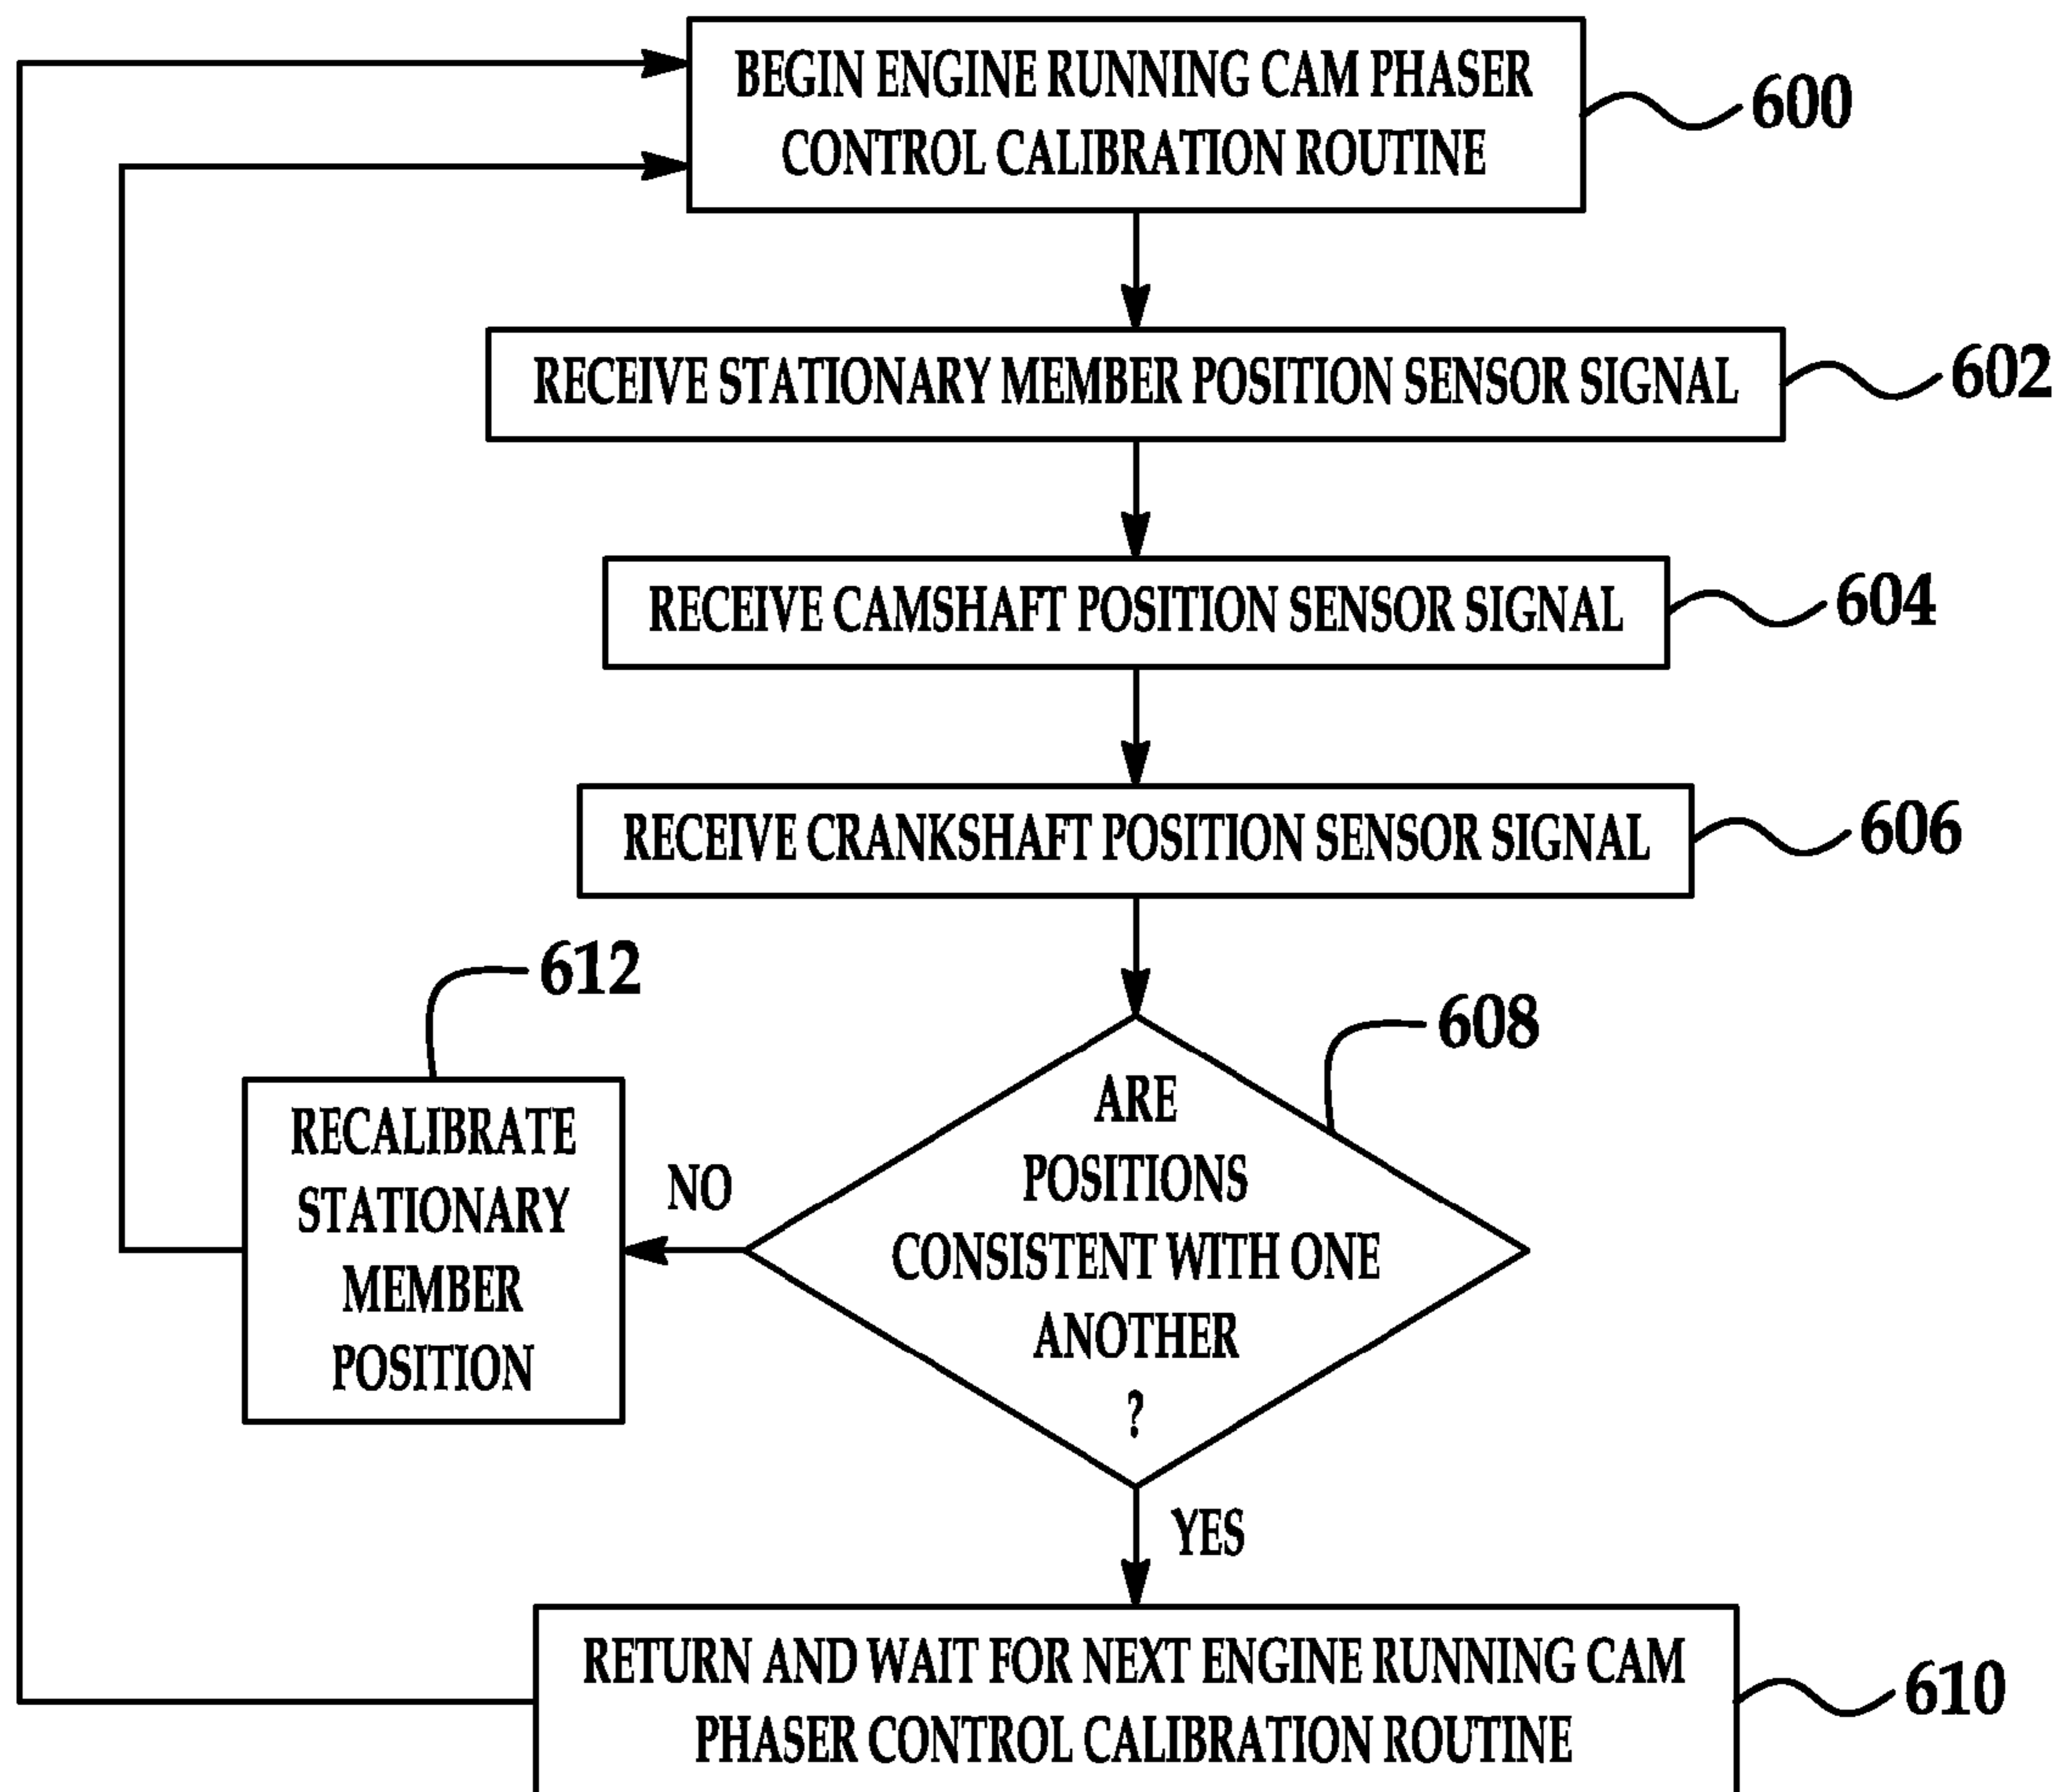 BEGIN ENGINE RUNNING CAM PHASER
CONTROL CALIBRATION ROUTINE
600
RECEIVE STATIONARY MEMBER POSITION SENSOR SIGNAL
602
RECEIVE CAMSHAFT POSITION SENSOR SIGNAL
604
RECEIVE CRANKSHAFT POSITION SENSOR SIGNAL
606
612
608
RECALIBRATE
STATIONARY
MEMBER
POSITION
NO
ARE
POSITIONS
CONSISTENT WITH ONE
ANOTHER
?
YES
RETURN AND WAIT FOR NEXT ENGINE RUNNING CAM
PHASER CONTROL CALIBRATION ROUTINE
610